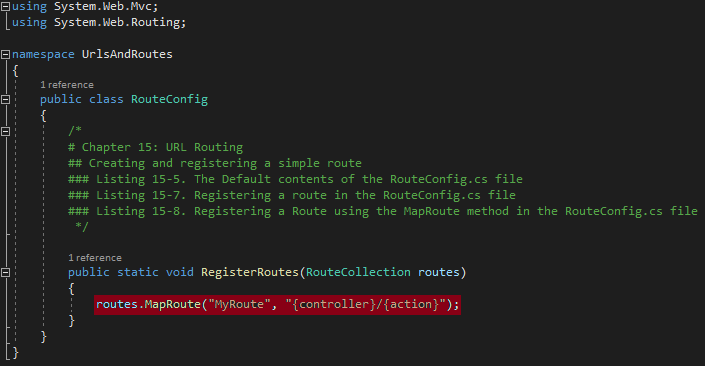 using System.Web.Mvc;
using System.Web.Routing;
namespace UrlsAndRoutes
{
1 reference
public class RouteConfig
{
/*
# Chapter 15: URL Routing
## Creating and registering a simple route
### Listing 15-5. The Default contents of the RouteConfig.cs file
### Listing 15-7. Registering a route in the RouteConfig.cs file
### Listing 15-8. Registering a Route using the MapRoute method in the RouteConfig.cs file
*/
1 reference
public static void RegisterRoutes(RouteCollection routes)
{
routes.MapRoute("MyRoute", "{controller}/{action}");
}
}
}